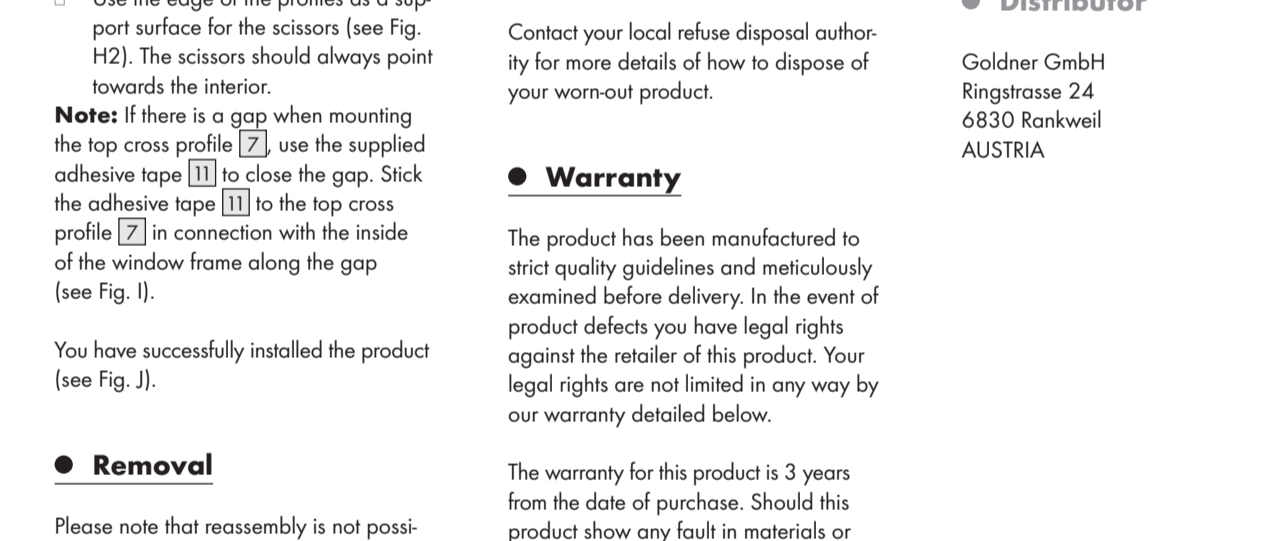 Use the edge of the profiles as a sup-
port surface for the scissors (see Fig.
H2). The scissors should always point
towards the interior.
Note: If there is a gap when mounting
the top cross profile 7, use the supplied
adhesive tape 11 to close the gap. Stick
the adhesive tape 11 to the top cross
profile 7 in connection with the inside
of the window frame along the gap
(see Fig. I).
You have successfully installed the product
(see Fig. J).
● Removal
Please note that reassembly is not possi-
Contact your local refuse disposal author-
ity for more details of how to dispose of
your worn-out product.
● Warranty
The product has been manufactured to
strict quality guidelines and meticulously
examined before delivery. In the event of
product defects you have legal rights
against the retailer of this product. Your
legal rights are not limited in any way by
our warranty detailed below.
The warranty for this product is 3 years
from the date of purchase. Should this
product show any fault in materials or
● Distributor
Goldner GmbH
Ringstrasse 24
6830 Rankweil
AUSTRIA